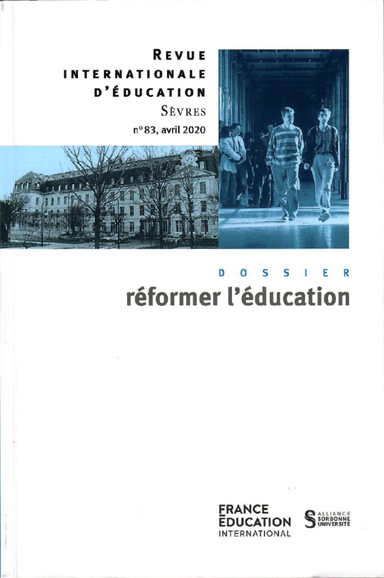 REVUE
INTERNATIONALE
D'ÉDUCATION
SÈVRES
n° 83, avril 2020
DOSSIER
réformer l'éducation
FRANCE
ÉDUCATION
INTERNATIONAL
ALLIANCE
SORBONNE
UNIVERSITÉ